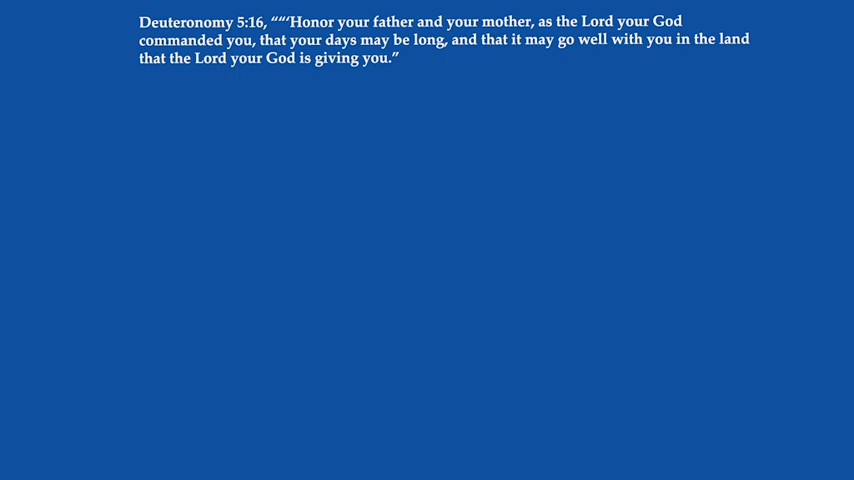 Deuteronomy 5:16, ““‘Honor your father and your mother, as the Lord your God
commanded you, that your days may be long, and that it may go well with you in the land
that the Lord your God is giving you.”